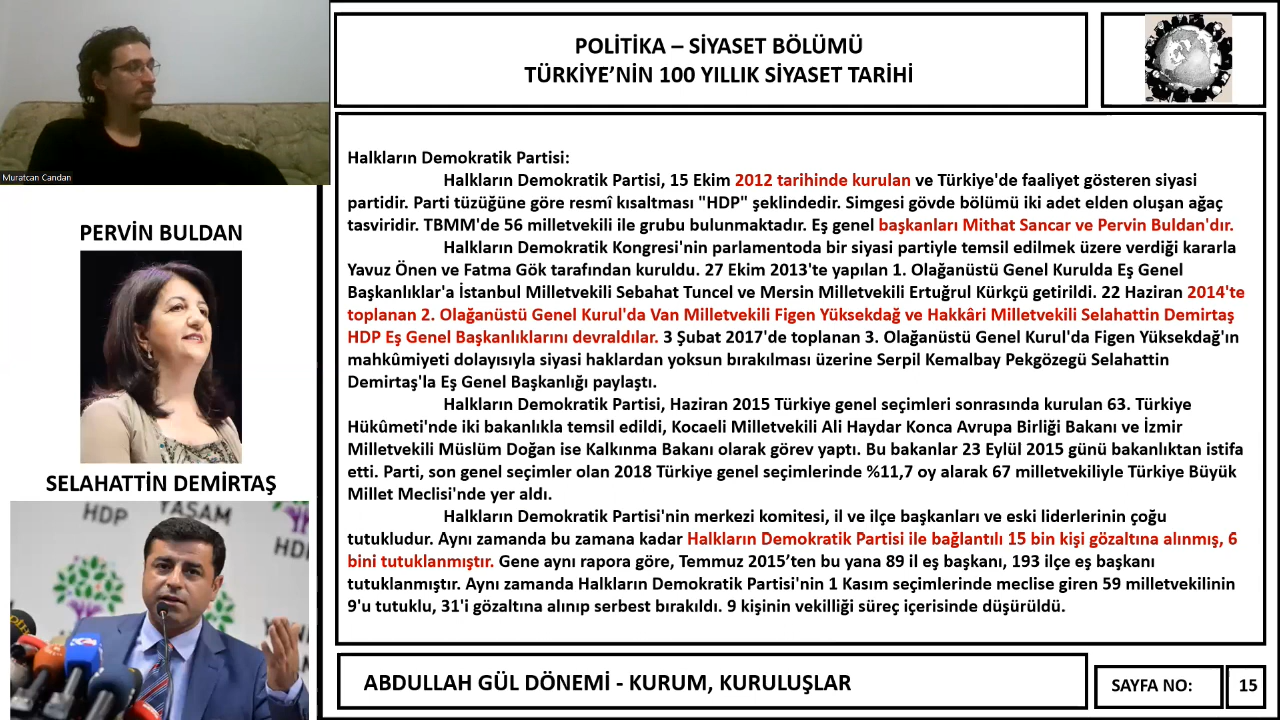 POLİTİKA – SİYASET BÖLÜMÜ
TÜRKİYE’NİN 100 YILLIK SİYASET TARİHİ
Muratcan Candan
PERVİN BULDAN
SELAHATTİN DEMİRTAŞ
HDP
YASAM
HDP
HD
Halkların Demokratik Partisi:
Halkların Demokratik Partisi, 15 Ekim 2012 tarihinde kurulan ve Türkiye'de faaliyet gösteren siyasi
partidir. Parti tüzüğüne göre resmî kısaltması "HDP" şeklindedir. Simgesi gövde bölümü iki adet elden oluşan ağaç
tasviridir. TBMM'de 56 milletvekili ile grubu bulunmaktadır. Eş genel başkanları Mithat Sancar ve Pervin Buldan'dır.
Halkların Demokratik Kongresi'nin parlamentoda bir siyasi partiyle temsil edilmek üzere verdiği kararla
Yavuz Önen ve Fatma Gök tarafından kuruldu. 27 Ekim 2013'te yapılan 1. Olağanüstü Genel Kurulda Eş Genel
Başkanlıklar'a İstanbul Milletvekili Sebahat Tuncel ve Mersin Milletvekili Ertuğrul Kürkçü getirildi. 22 Haziran 2014'te
toplanan 2. Olağanüstü Genel Kurul'da Van Milletvekili Figen Yüksekdağ ve Hakkâri Milletvekili Selahattin Demirtaş
HDP Eş Genel Başkanlıklarını devraldılar. 3 Şubat 2017'de toplanan 3. Olağanüstü Genel Kurul'da Figen Yüksekdağ'ın
mahkûmiyeti dolayısıyla siyasi haklardan yoksun bırakılması üzerine Serpil Kemalbay Pekgözegü Selahattin
Demirtaş'la Eş Genel Başkanlığı paylaştı.
Halkların Demokratik Partisi, Haziran 2015 Türkiye genel seçimleri sonrasında kurulan 63. Türkiye
Hükûmeti'nde iki bakanlıkla temsil edildi, Kocaeli Milletvekili Ali Haydar Konca Avrupa Birliği Bakanı ve İzmir
Milletvekili Müslüm Doğan ise Kalkınma Bakanı olarak görev yaptı. Bu bakanlar 23 Eylül 2015 günü bakanlıktan istifa
etti. Parti, son genel seçimler olan 2018 Türkiye genel seçimlerinde %11,7 oy alarak 67 milletvekiliyle Türkiye Büyük
Millet Meclisi'nde yer aldı.
Halkların Demokratik Partisi'nin merkezi komitesi, il ve ilçe başkanları ve eski liderlerinin çoğu
tutukludur. Aynı zamanda bu zamana kadar Halkların Demokratik Partisi ile bağlantılı 15 bin kişi gözaltına alınmış, 6
bini tutuklanmıştır. Gene aynı rapora göre, Temmuz 2015’ten bu yana 89 il eş başkanı, 193 ilçe eş başkanı
tutuklanmıştır. Aynı zamanda Halkların Demokratik Partisi'nin 1 Kasım seçimlerinde meclise giren 59 milletvekilinin
9'u tutuklu, 31'i gözaltına alınıp serbest bırakıldı. 9 kişinin vekilliği süreç içerisinde düşürüldü.
ABDULLAH GÜL DÖNEMİ - KURUM, KURULUŞLAR
SAYFA NO:
15